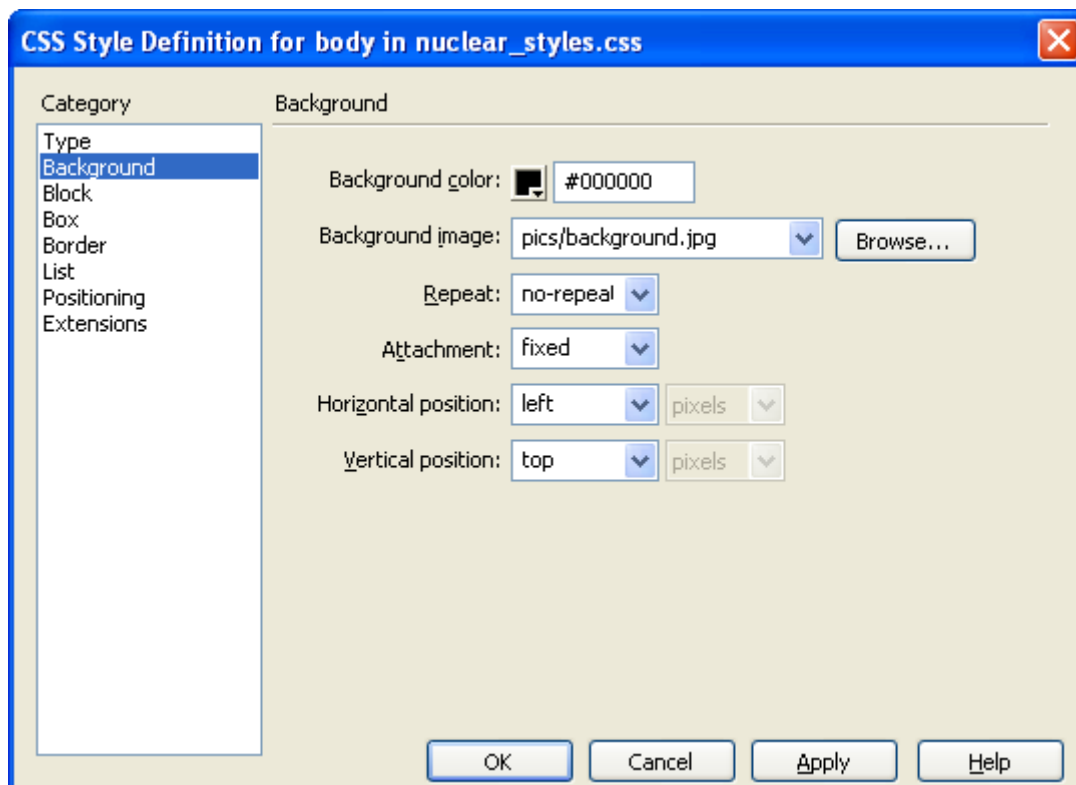 CSS Style Definition for body in nuclear_styles.css
Category
Type
Background
Block
Box
Border
List
Positioning
Extensions
Background
Background color: #000000
Background image: pics/background.jpg Browse...
Repeat: no-repeat
Attachment: fixed
Horizontal position: left pixels
Vertical position: top pixels
OK Cancel Apply Help